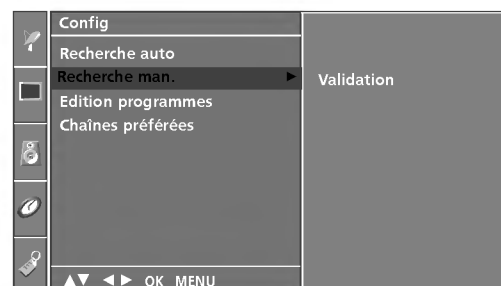 Config
Recherche auto
Recherche man. ▶
Validation
Edition programmes
Chaînes préférées
▲▼ ◀▶ OK MENU